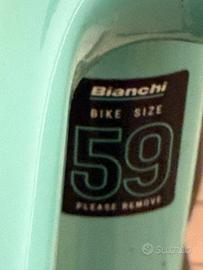 Bianchi
BIKE SIZE
59
PLEASE REMOVE
Subito